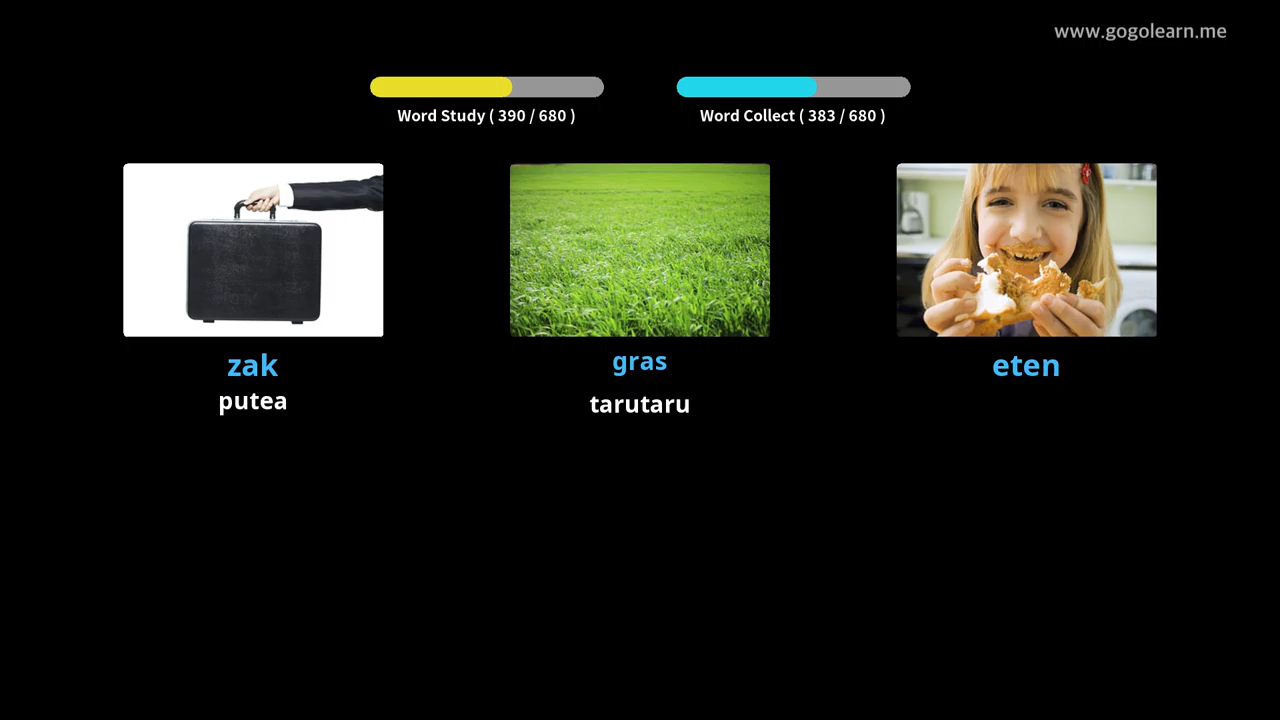 www.gogolearn.me
Word Study ( 390 / 680 )
Word Collect ( 383 / 680 )
zak
putea
gras
tarutaru
eten